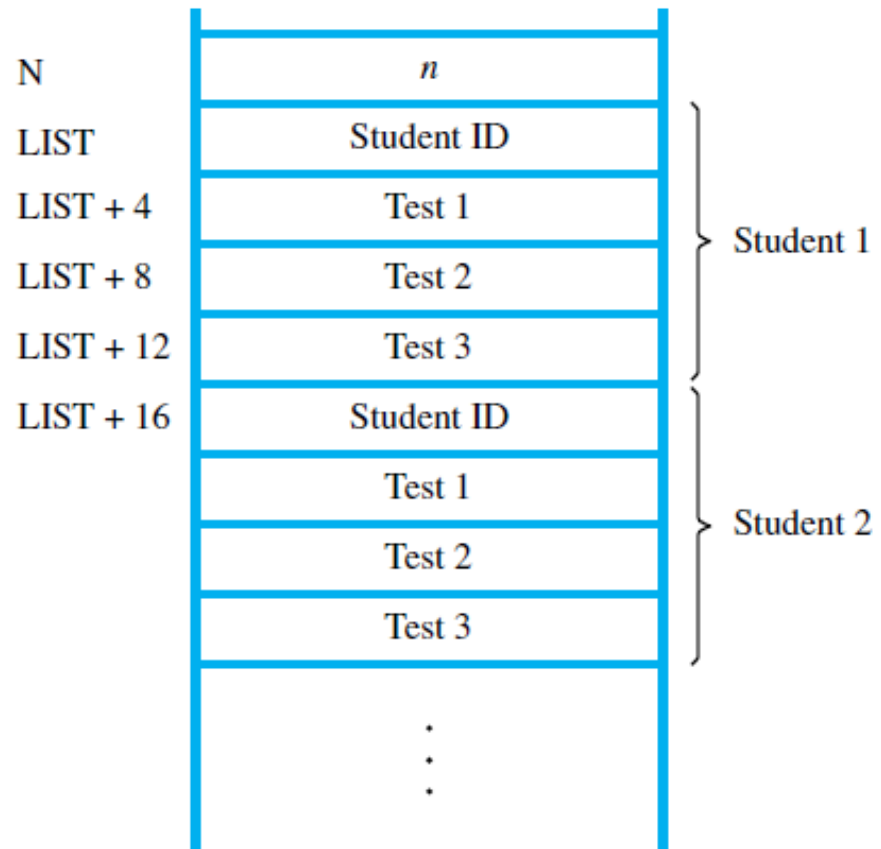 N n
LIST Student ID
LIST + 4 Test 1
LIST + 8 Test 2
Student 1
LIST + 12 Test 3
LIST + 16 Student ID
Test 1
Student 2
Test 2
Test 3